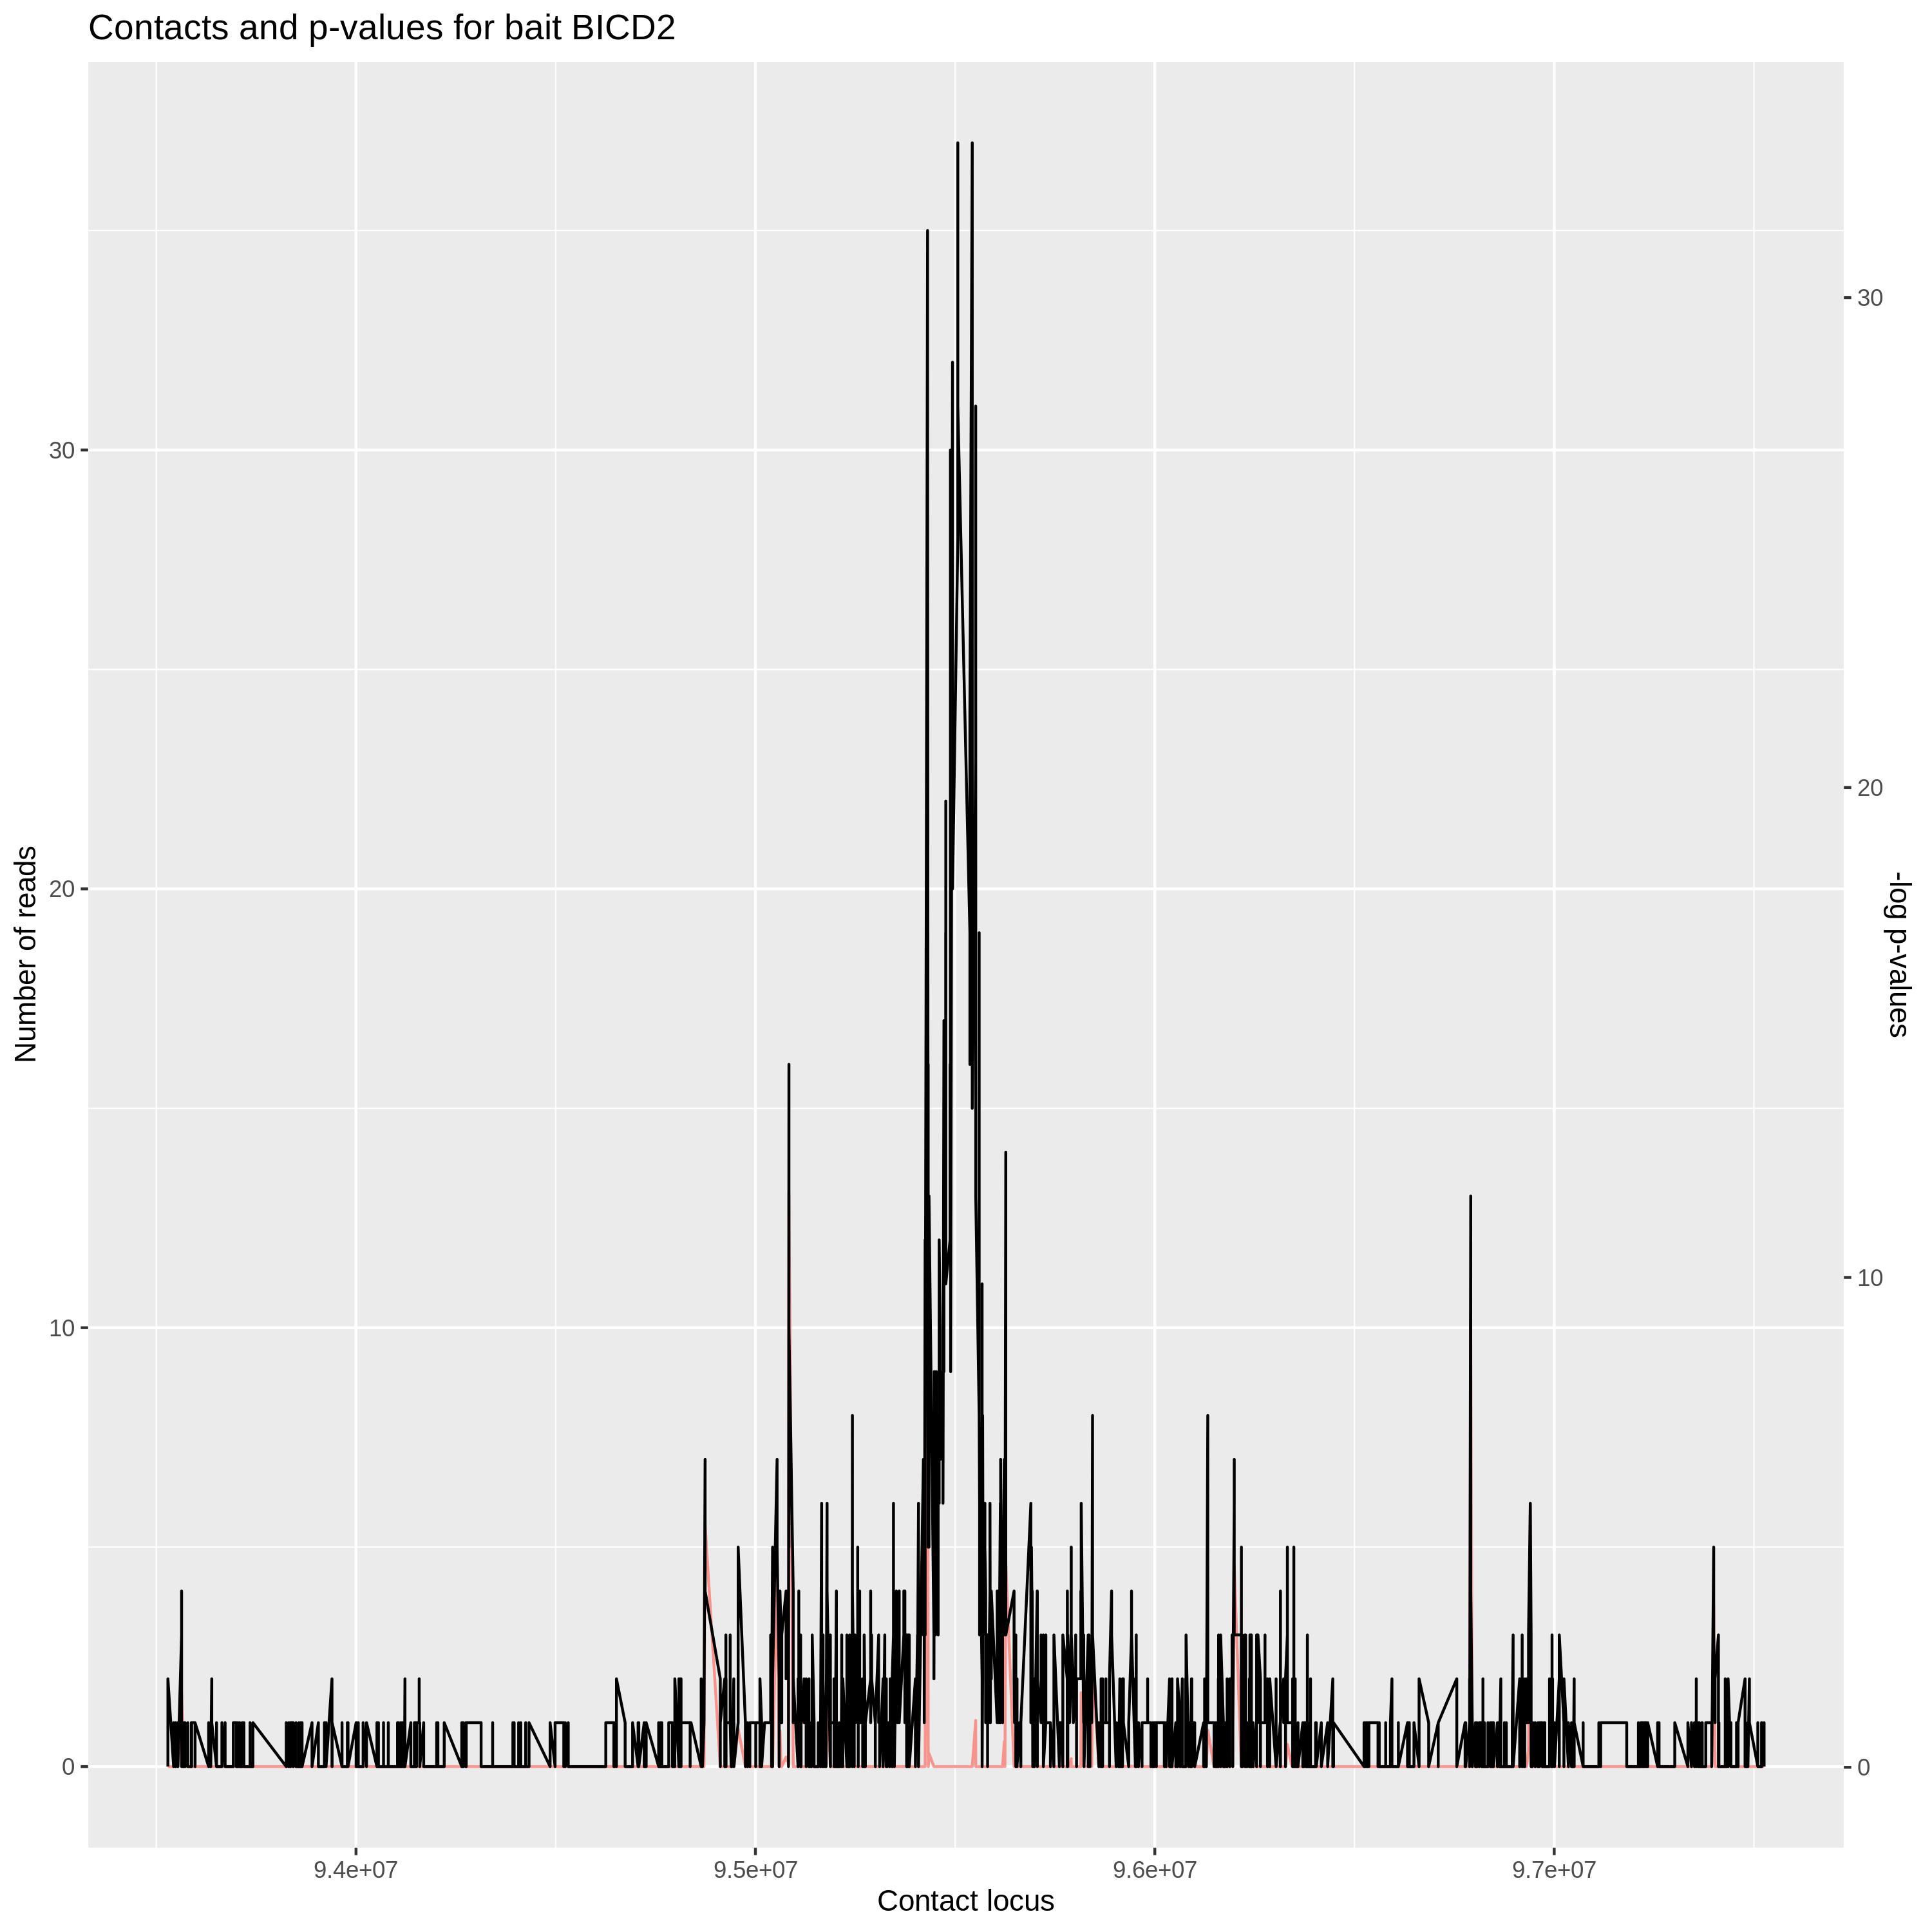 Contacts and p-values for bait BICD2
Number of reads
30
20
10
0
30
20
10
0
-log p-values
9.4e+07
9.5e+07
9.6e+07
9.7e+07
Contact locus